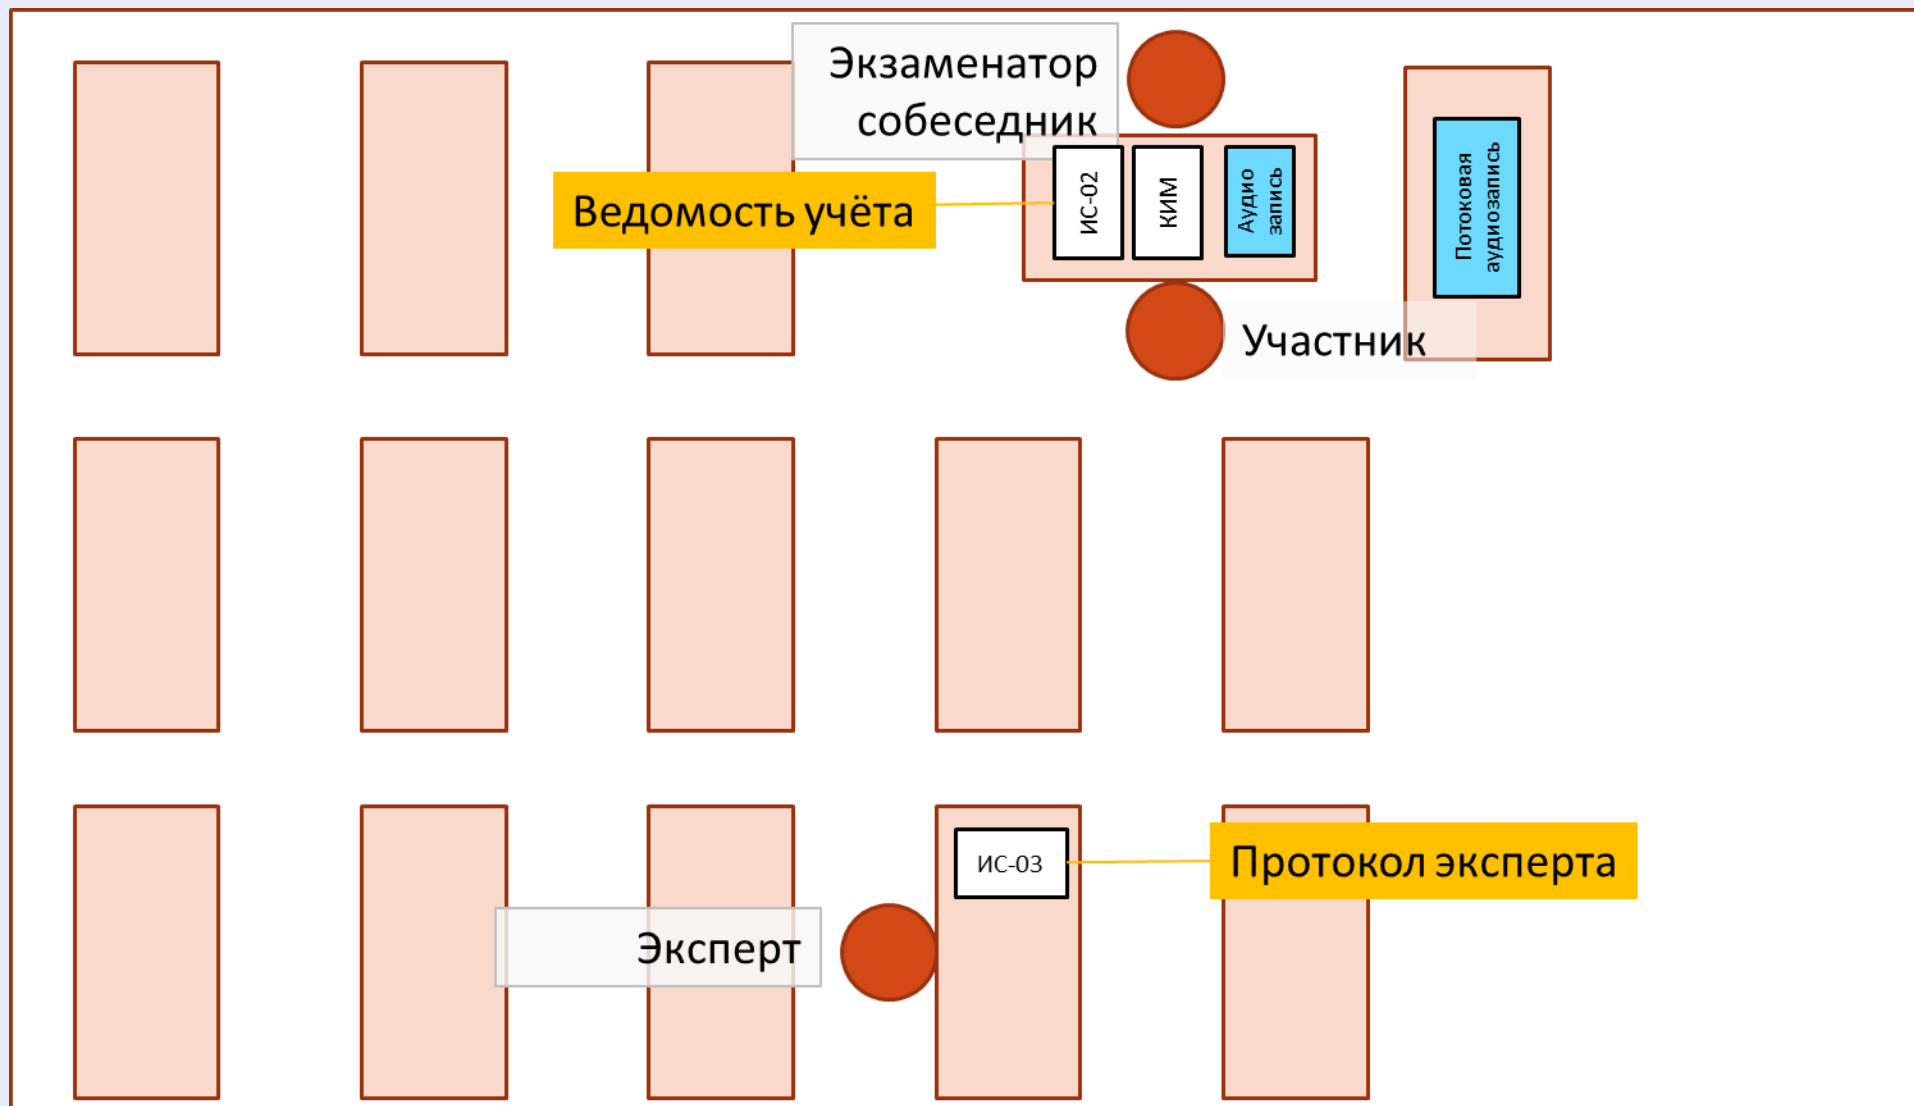 Экзаменатор
собеседник
Ведомость учёта
ИС-02
КИМ
Аудио
запись
Потоковая
аудиозапись
Участник
ИС-03
Протокол эксперта
Эксперт